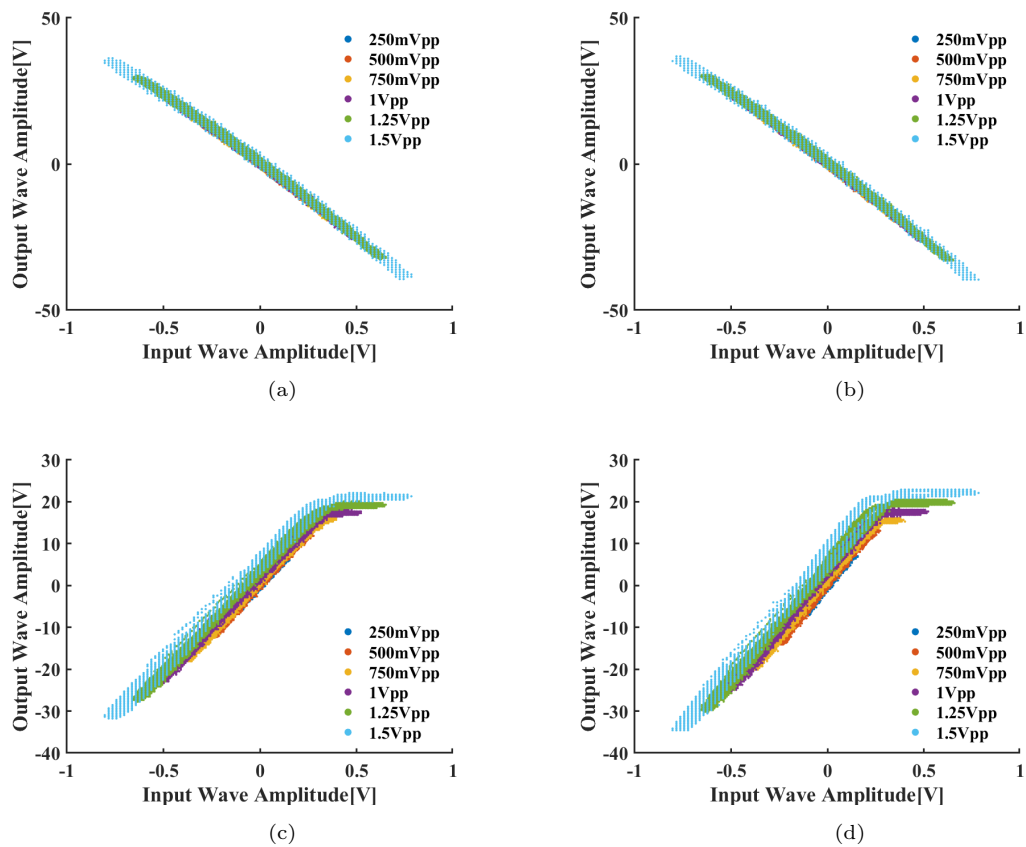 50
0
-50
Output Wave Amplitude[V]
250mVpp
500mVpp
750mVpp
1Vpp
1.25Vpp
1.5Vpp
-1
-0.5
0
0.5
1
Input Wave Amplitude[V]
(a)
50
0
-50
Output Wave Amplitude[V]
250mVpp
500mVpp
750mVpp
1Vpp
1.25Vpp
1.5Vpp
-1
-0.5
0
0.5
1
Input Wave Amplitude[V]
(b)
30
20
10
0
-10
-20
-30
-40
Output Wave Amplitude[V]
250mVpp
500mVpp
750mVpp
1Vpp
1.25Vpp
1.5Vpp
-1
-0.5
0
0.5
1
Input Wave Amplitude[V]
(c)
30
20
10
0
-10
-20
-30
-40
Output Wave Amplitude[V]
250mVpp
500mVpp
750mVpp
1Vpp
1.25Vpp
1.5Vpp
-1
-0.5
0
0.5
1
Input Wave Amplitude[V]
(d)